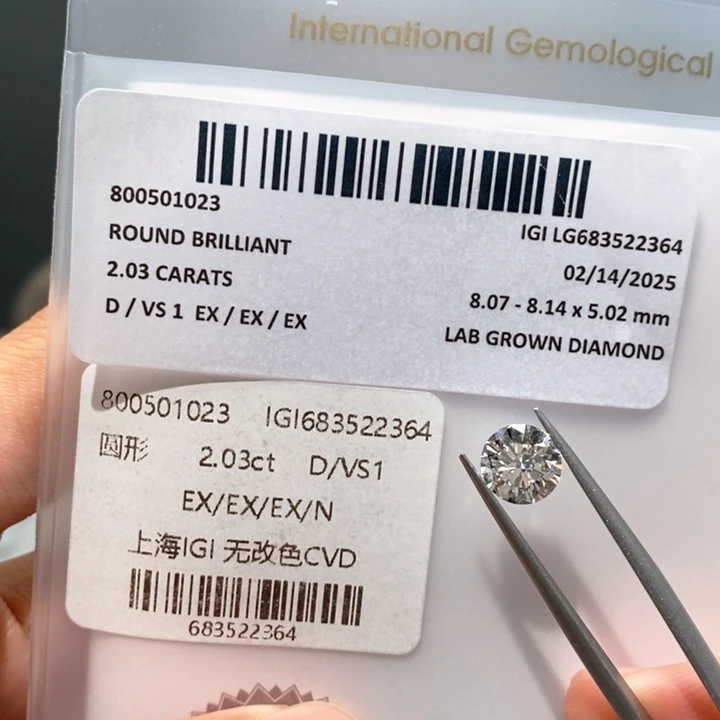 International Gemological
800501023
ROUND BRILLIANT
2.03 CARATS
D / VS 1 EX / EX / EX
IGI LG683522364
02/14/2025
8.07 - 8.14 x 5.02 mm
LAB GROWN DIAMOND
800501023 IGI683522364
圆形 2.03ct D/VS1
EX/EX/EX/N
上海IGI 无改色CVD
683522364